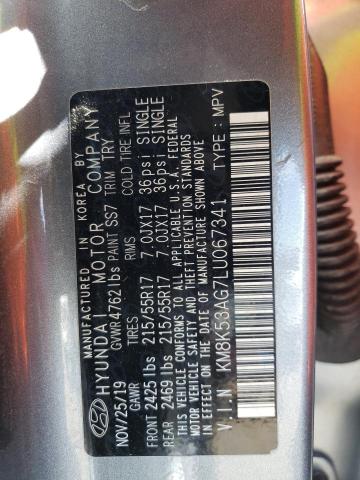 MANUFACTURED IN KOREA BY
HYUNDAI MOTOR COMPANY
GVWR 4762 lbs PAINT SS7 TRIM TRY
NOV/25/19
GAWR TIRES RIM COLD TIRE INFL
FRONT 2425 lbs 215/55R17 7.0JX17 36psi SINGLE
REAR 2469 lbs 215/55R17 7.0JX17 36psi SINGLE
THIS VEHICLE CONFORMS TO ALL APPLICABLE U.S.A. FEDERAL
MOTOR VEHICLE SAFETY AND THEFT PREVENTION STANDARDS
IN EFFECT ON THE DATE OF MANUFACTURE SHOWN ABOVE
V.I.N : KM8K53AG7LU067341 TYPE : MPV